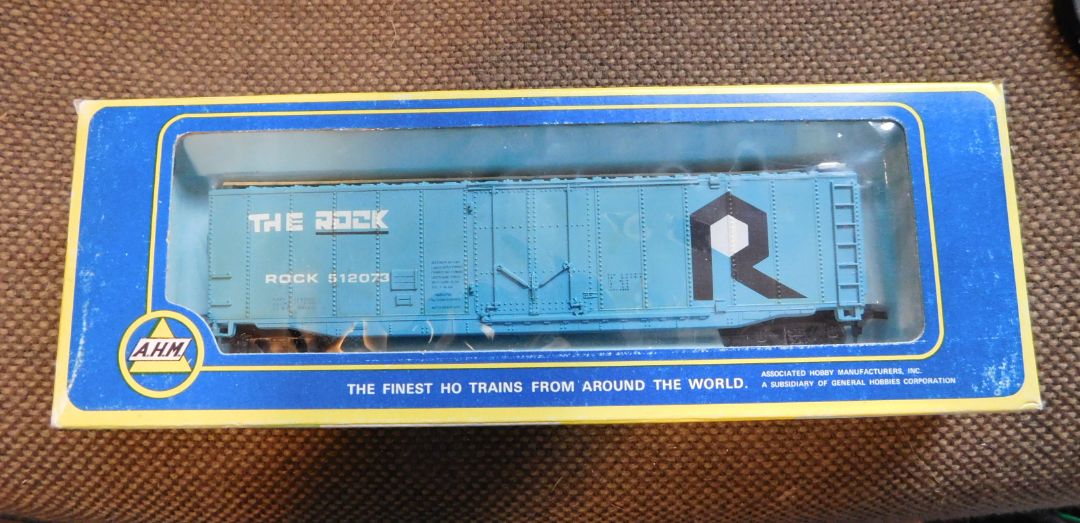 THE ROCK
ROCK 512073
A.H.M.
THE FINEST HO TRAINS FROM AROUND THE WORLD.
ASSOCIATED HOBBY MANUFACTURERS, INC.
A SUBSIDIARY OF GENERAL HOBBIES CORPORATION